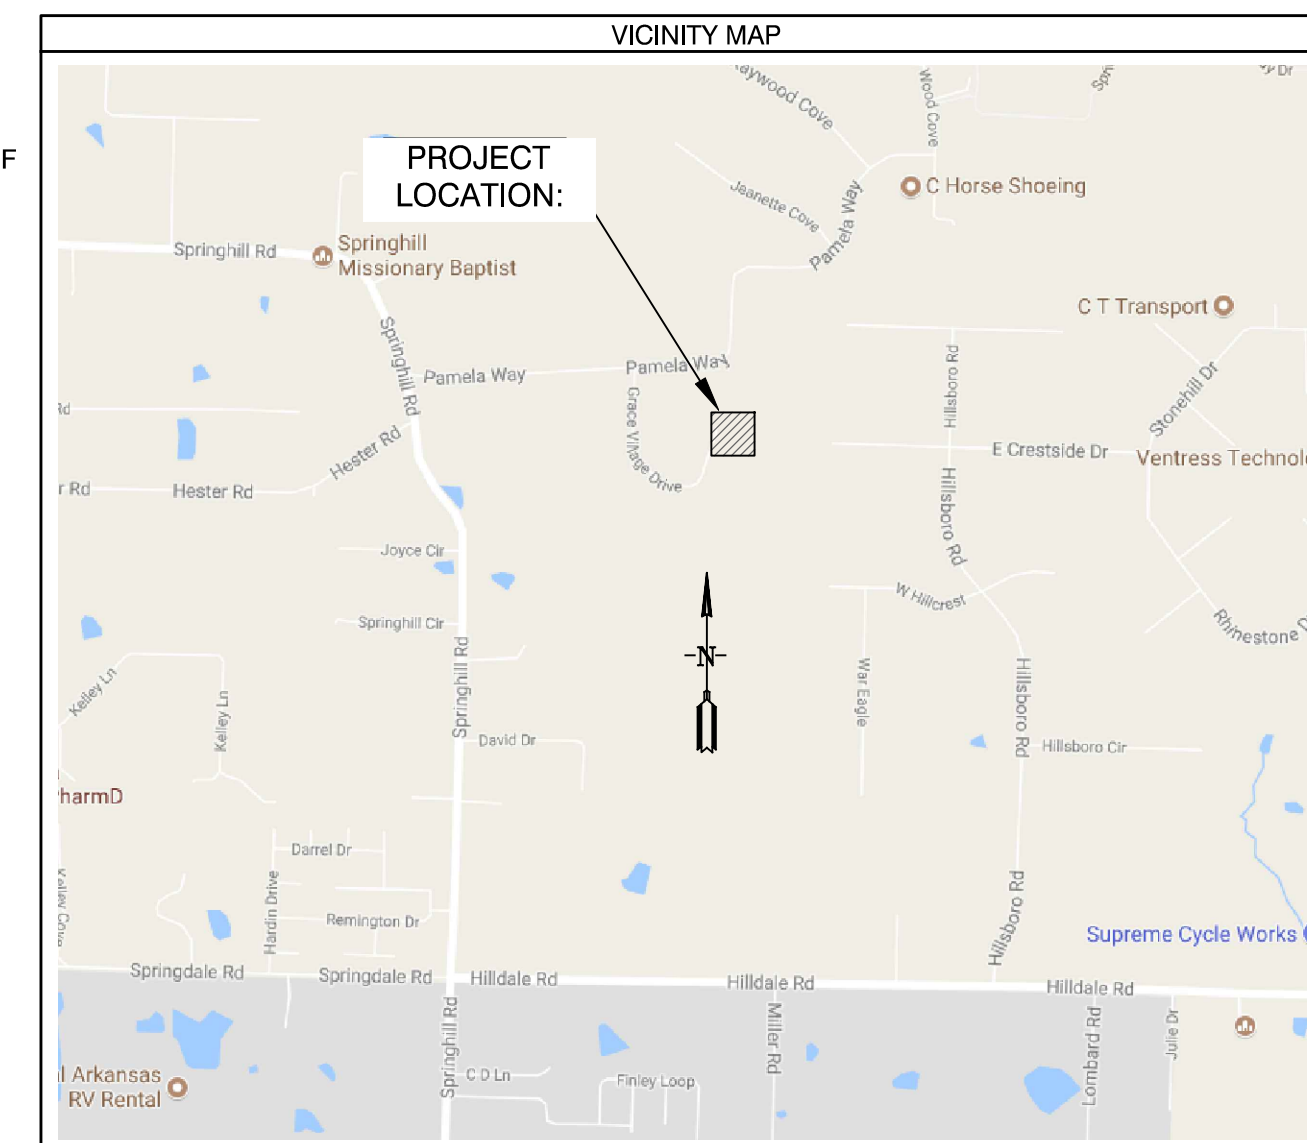 VICINITY MAP
F
PROJECT
LOCATION:
Wood Cove
C Horse Shoeing
Jeanette Cove
Pamela Way
Springhill Rd
Springhill
Missionary Baptist
C T Transport
Springhill Rd
Pamela Way
Pamela Way
Hillsboro Rd
Stonehill Dr
Grace Village Drive
Rd
Hester Rd
E Crestside Dr
Ventress Technol
r Rd
Hester Rd
Hillsboro Rd
Joyce Cir
W Hillcrest
Springhill Cir
Rhinestone D
N
Springhill Rd
War Eagle
Hillsboro Rd
Kelley Ln
Kelley Ln
David Dr
Hillsboro Cir
harmD
Darrel Dr
Kelley Cove
Hardin Drive
Remington Dr
Hillsboro Rd
Supreme Cycle Works
Springdale Rd
Springdale Rd
Hilldale Rd
Hilldale Rd
Hilldale Rd
Springhill Rd
Miller Rd
Lombard Rd
Julie Dr
l Arkansas
RV Rental
C D Ln
Finley Loop